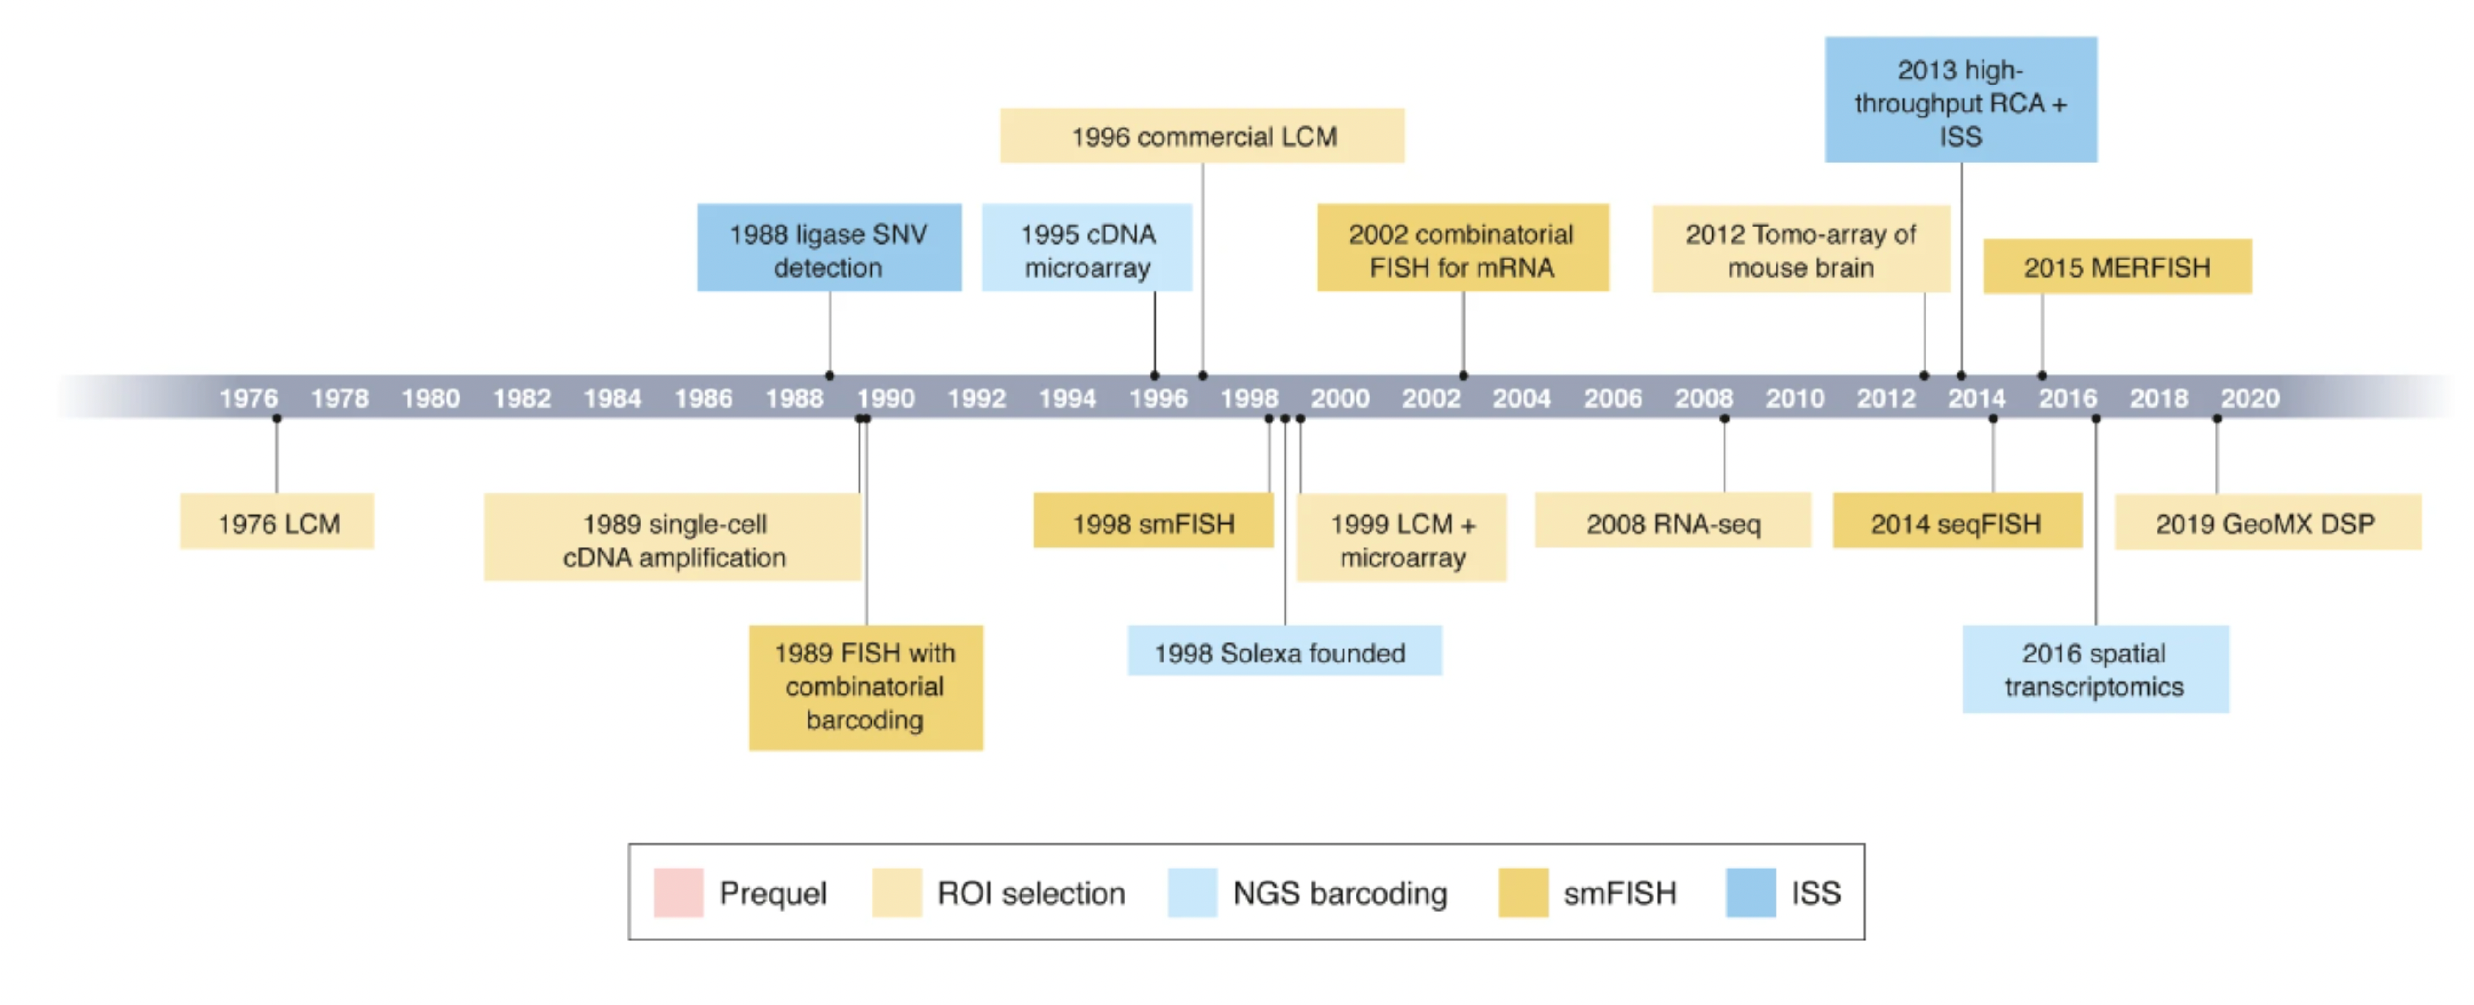 2013 high-
throughput RCA +
ISS
1996 commercial LCM
1988 ligase SNV
detection
1995 cDNA
microarray
2002 combinatorial
FISH for mRNA
2012 Tomo-array of
mouse brain
2015 MERFISH
1976 1978 1980 1982 1984 1986 1988 1990 1992 1994 1996 1998 2000 2002 2004 2006 2008 2010 2012 2014 2016 2018 2020
1976 LCM
1989 single-cell
cDNA amplification
1998 smFISH
1999 LCM +
microarray
2008 RNA-seq
2014 seqFISH
2019 GeoMX DSP
1989 FISH with
combinatorial
barcoding
1998 Solexa founded
2016 spatial
transcriptomics
Prequel ROI selection NGS barcoding smFISH ISS